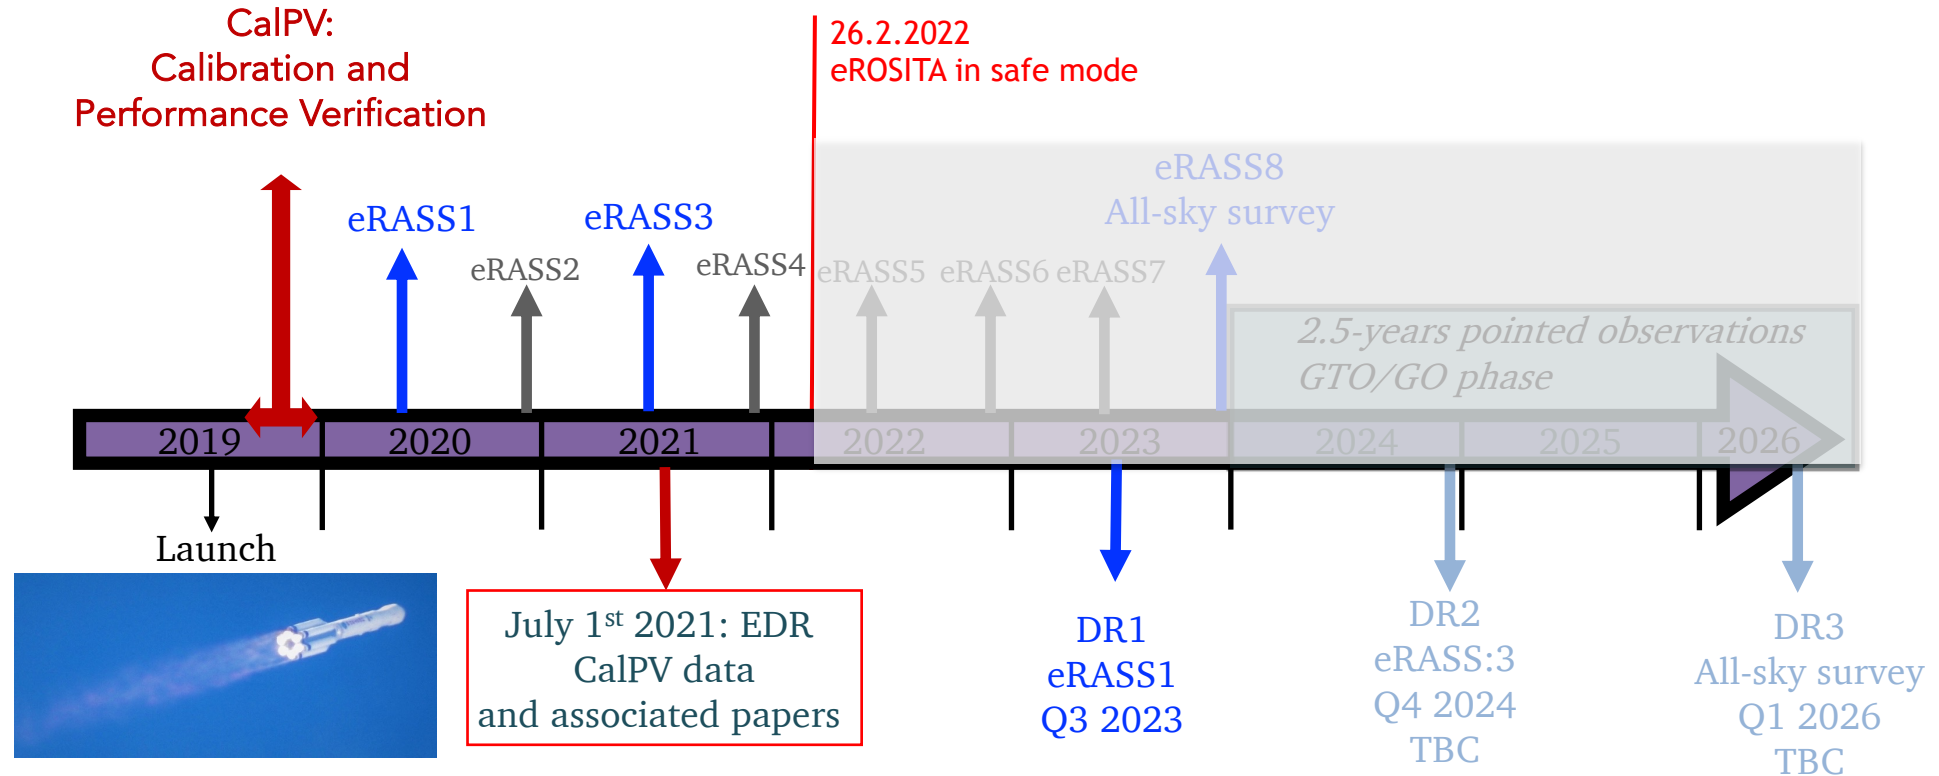 CalPV:
Calibration and
Performance Verification
26.2.2022
eROSITA in safe mode
eRASS1
eRASS2
eRASS3
eRASS4
eRASS5
eRASS6
eRASS7
eRASS8
All-sky survey
2.5-years pointed observations
GTO/GO phase
2019
2020
2021
2022
2023
2024
2025
2026
Launch
July 1st 2021: EDR
CalPV data
and associated papers
DR1
eRASS1
Q3 2023
DR2
eRASS:3
Q4 2024
TBC
DR3
All-sky survey
Q1 2026
TBC